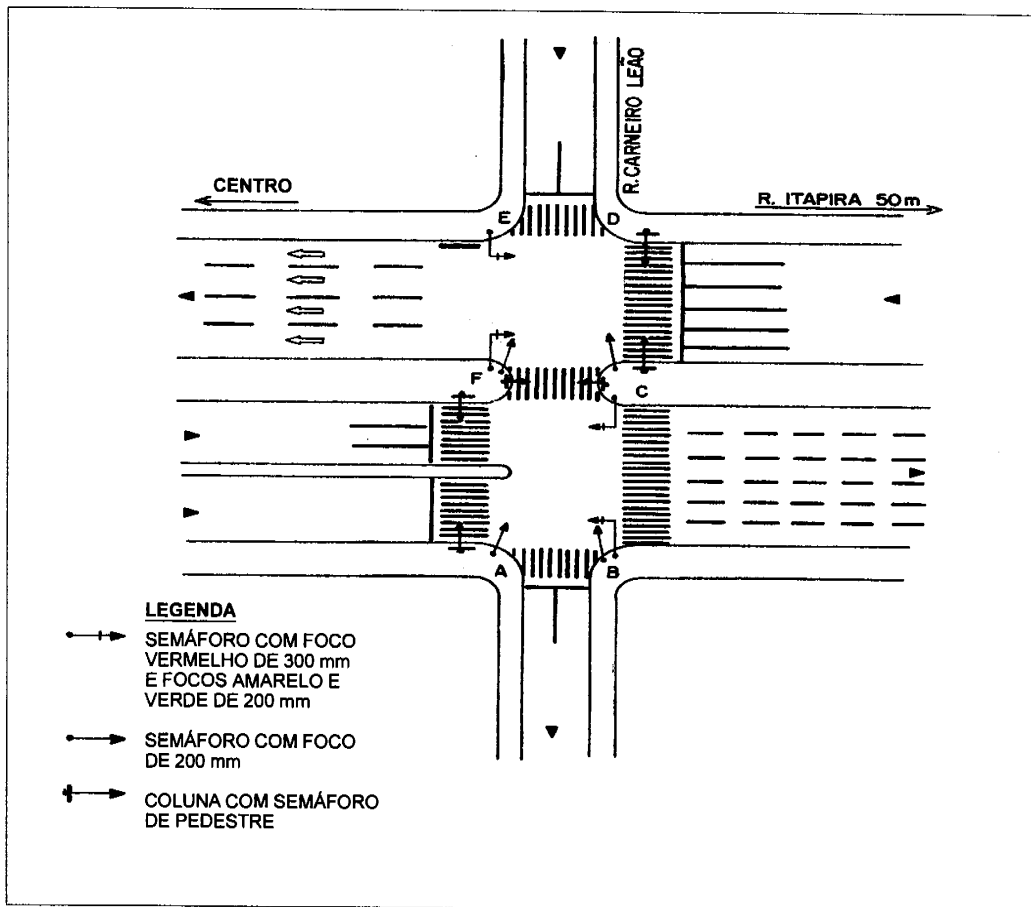 R. CARNEIRO LEÃO
CENTRO
R. ITAPIRA 50m
E
D
F
C
A
B
LEGENDA
SEMÁFORO COM FOCO
VERMELHO DE 300 mm
E FOCOS AMARELO E
VERDE DE 200 mm
SEMÁFORO COM FOCO
DE 200 mm
COLUNA COM SEMÁFORO
DE PEDESTRE